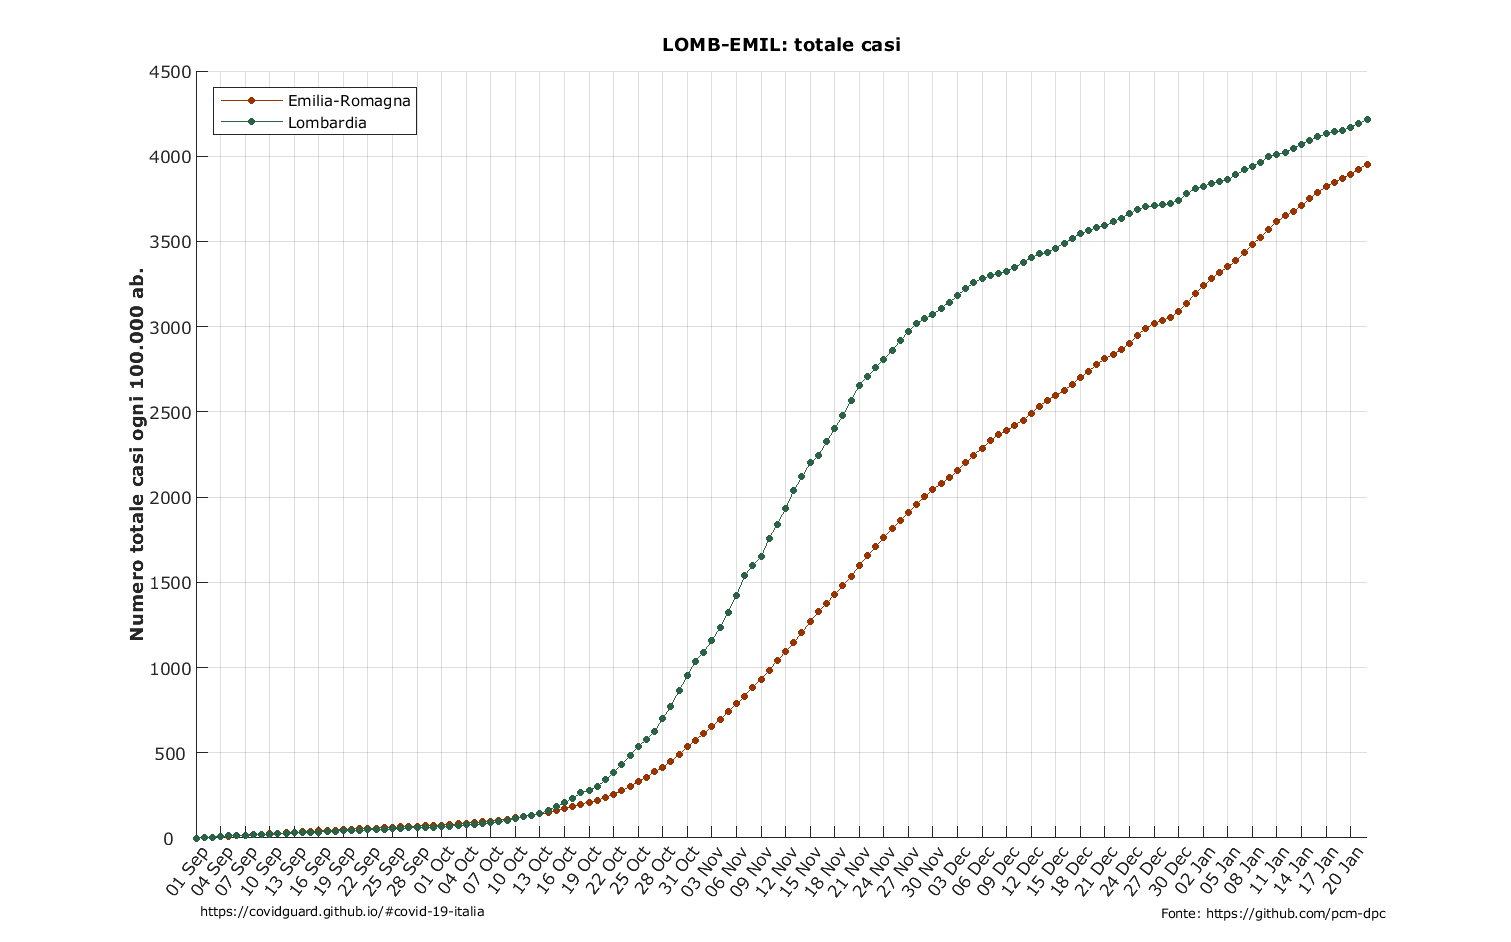 LOMB-EMIL: totale casi
Emilia-Romagna
Lombardia
Numero totale casi ogni 100.000 ab.
4500
4000
3500
3000
2500
2000
1500
1000
500
0
01 Sep
04 Sep
07 Sep
10 Sep
13 Sep
16 Sep
19 Sep
22 Sep
25 Sep
28 Sep
01 Oct
04 Oct
07 Oct
10 Oct
13 Oct
16 Oct
19 Oct
22 Oct
25 Oct
28 Oct
31 Oct
03 Nov
06 Nov
09 Nov
12 Nov
15 Nov
18 Nov
21 Nov
24 Nov
27 Nov
30 Nov
03 Dec
06 Dec
09 Dec
12 Dec
15 Dec
18 Dec
21 Dec
24 Dec
27 Dec
30 Dec
02 Jan
05 Jan
08 Jan
11 Jan
14 Jan
17 Jan
20 Jan
https://covidguard.github.io/#covid-19-italia
Fonte: https://github.com/pcm-dpc